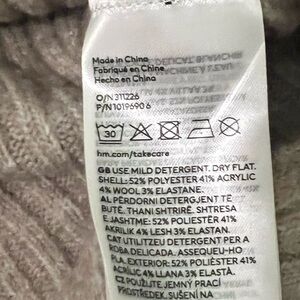 Made in China
Fabriqué en Chine
Hecho en China
O/N 311226
P/N 1019690 6
30
hm.com/takecare
GB USE MILD DETERGENT. DRY FLAT.
SHELL: 52% POLYESTER 41% ACRYLIC
4% WOOL 3% ELASTANE.
AL PËRDORNI DETERGJENT TË
BUTË. THANI SHTRIRË. SHTRESA
E JASHTME: 52% POLIESTËR 41%
AKRILIK 4% LESH 3% ELASTAN.
CAT UTILITZEU DETERGENT PER A
ROBA DELICADA. ASSEQUEU-HO
PLA. EXTERIOR: 52% POLIÈSTER 41%
ACRÍLIC 4% LLANA 3% ELASTÀ.
CZ POUŽIJTE JEMNÝ PRACÍ
PROSTŘEDEK. SUŠENÍ